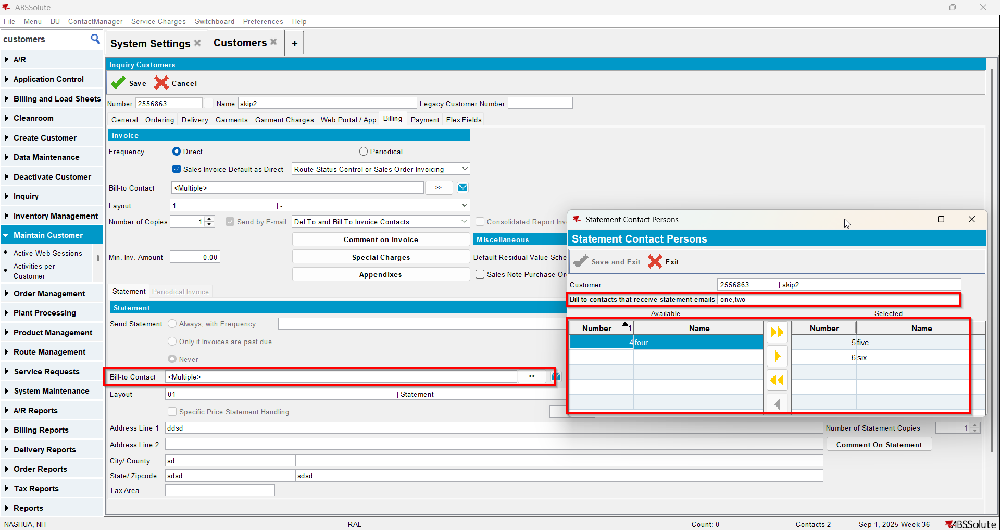 ABSSolute
File Menu BU ContactManager Service Charges Switchboard Preferences Help
customers
System Settings
Customers
+
A/R
Application Control
Billing and Load Sheets
Cleanroom
Create Customer
Data Maintenance
Deactivate Customer
Inquiry
Inventory Management
Maintain Customer
Active Web Sessions
Activities per
Customer
Order Management
Plant Processing
Product Management
Route Management
Service Requests
System Maintenance
A/R Reports
Billing Reports
Delivery Reports
Order Reports
Tax Reports
Reports
Inquiry Customers
Save Cancel
Number 2556863 ... Name skip2 Legacy Customer Number
General Ordering Delivery Garments Garment Charges Web Portal / App Billing Payment Flex Fields
Invoice
Frequency Direct Periodical
Sales Invoice Default as Direct Route Status Control or Sales Order Invoicing
Bill-to Contact <Multiple> >>
Layout 1 | -
Number of Copies 1 Send by E-mail Del To and Bill To Invoice Contacts Consolidated Report Inv
Comment on Invoice Miscellaneous
Min. Inv. Amount 0.00 Special Charges Default Residual Value Sche
Appendixes Sales Note Purchase Or
Statement Periodical Invoice
Statement
Send Statement Always, with Frequency
Only if Invoices are past due
Never
Bill-to Contact <Multiple> >>
Layout 01 | Statement
Specific Price Statement Handling
Address Line 1 ddsd Number of Statement Copies 1
Address Line 2 Comment On Statement
City/ County sd
State/ Zipcode sdsd sdsd
Tax Area
Statement Contact Persons
Statement Contact Persons
Save and Exit Exit
Customer 2556863 | skip2
Bill to contacts that receive statement emails one,two
Available Selected
Number 1 Name Number Name
4 four 5 five
6 six
NASHUA, NH - - RAL Count: 0 Contacts 2 Sep 1, 2025 Week 36 ABSSolute